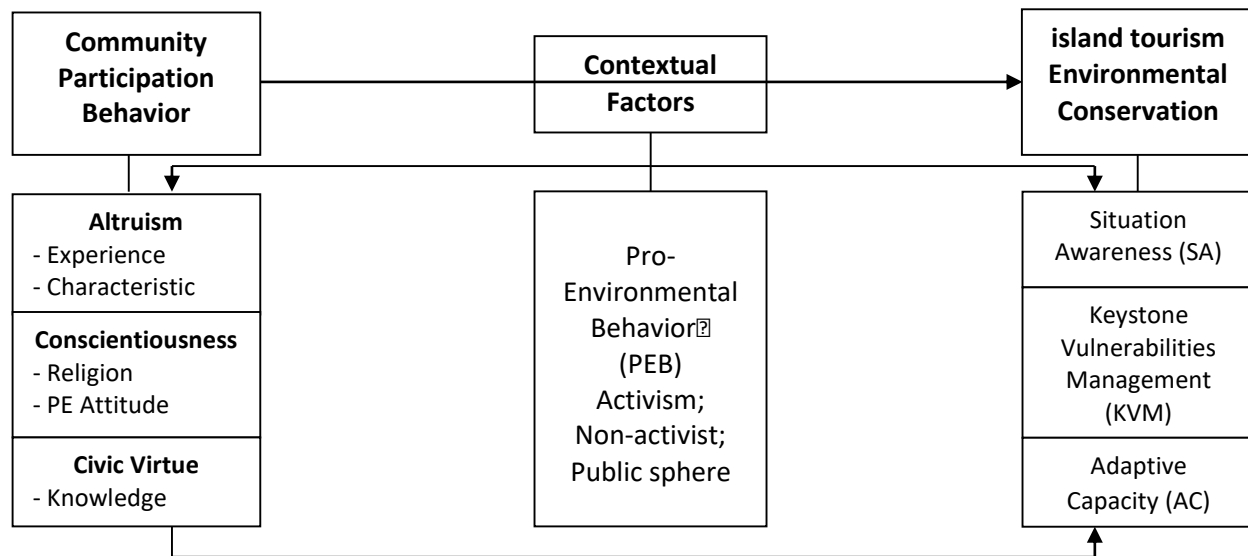 Community
Participation
Behavior
Contextual
Factors
island tourism
Environmental
Conservation
Altruism
- Experience
- Characteristic
Conscientiousness
- Religion
- PE Attitude
Civic Virtue
- Knowledge
Pro-
Environmental
Behavior⍰
(PEB)
Activism;
Non-activist;
Public sphere
Situation
Awareness (SA)
Keystone
Vulnerabilities
Management
(KVM)
Adaptive
Capacity (AC)